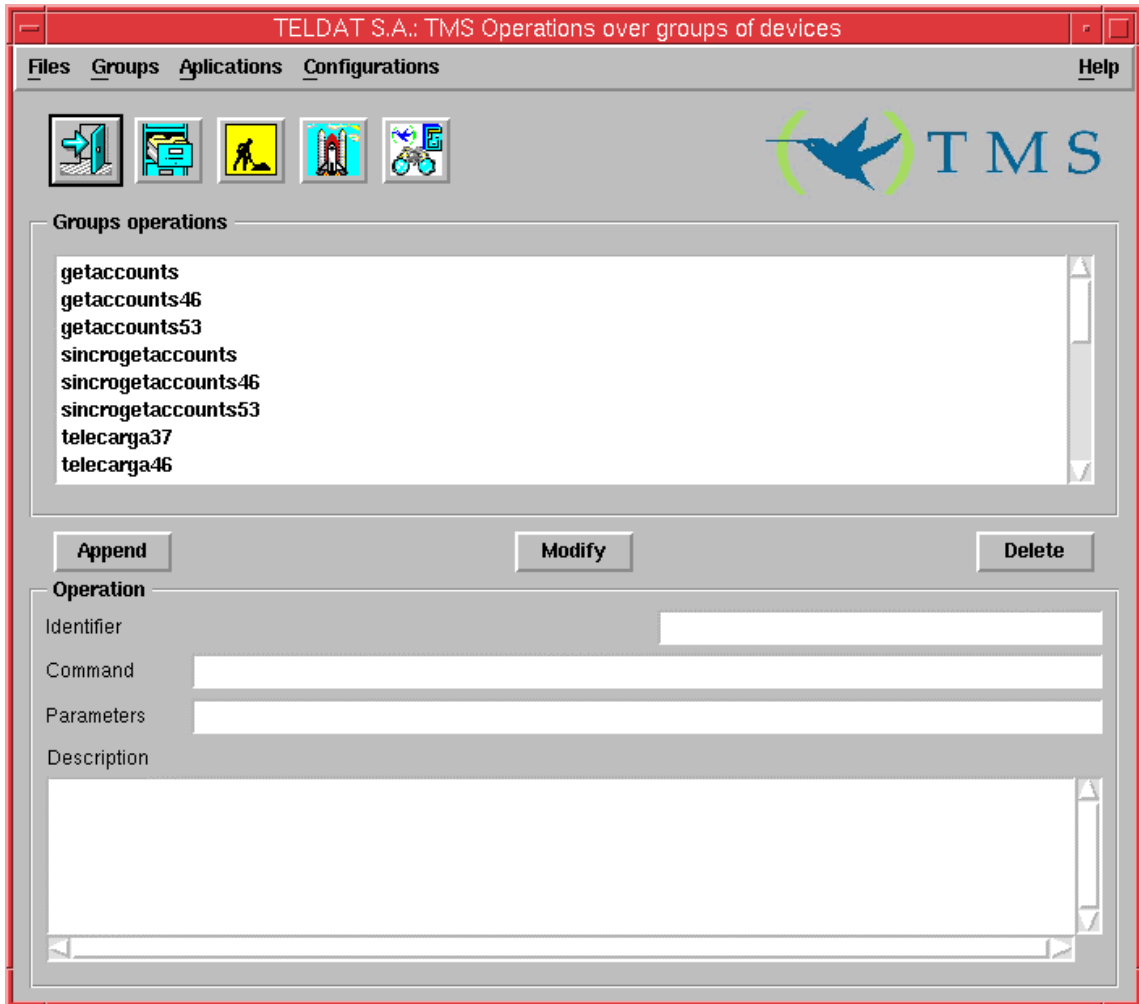 TELDAT S.A.: TMS Operations over groups of devices
Files Groups Aplications Configurations Help
G
TMS
Groups operations
getaccounts
getaccounts46
getaccounts53
sincrogetaccounts
sincrogetaccounts46
sincrogetaccounts53
telecarga37
telecarga46
Append Modify Delete
Operation
Identifier
Command
Parameters
Description